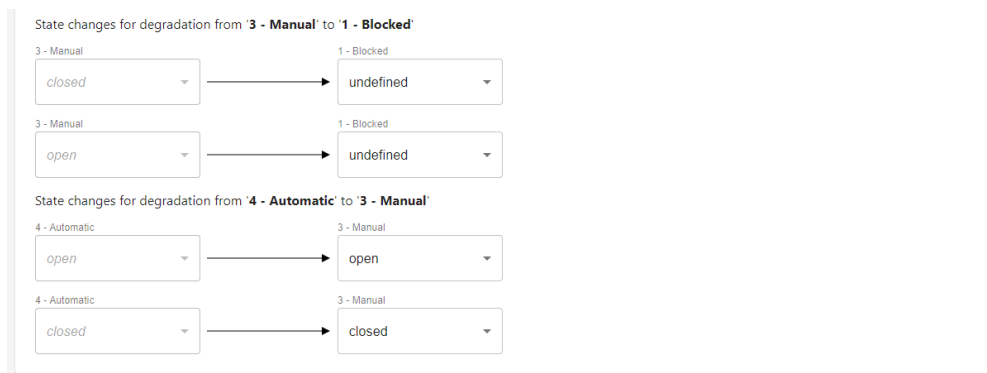 State changes for degradation from '3 - Manual' to '1 - Blocked'
3 - Manual 1 - Blocked
closed undefined
3 - Manual 1 - Blocked
open undefined
State changes for degradation from '4 - Automatic' to '3 - Manual'
4 - Automatic 3 - Manual
open open
4 - Automatic 3 - Manual
closed closed